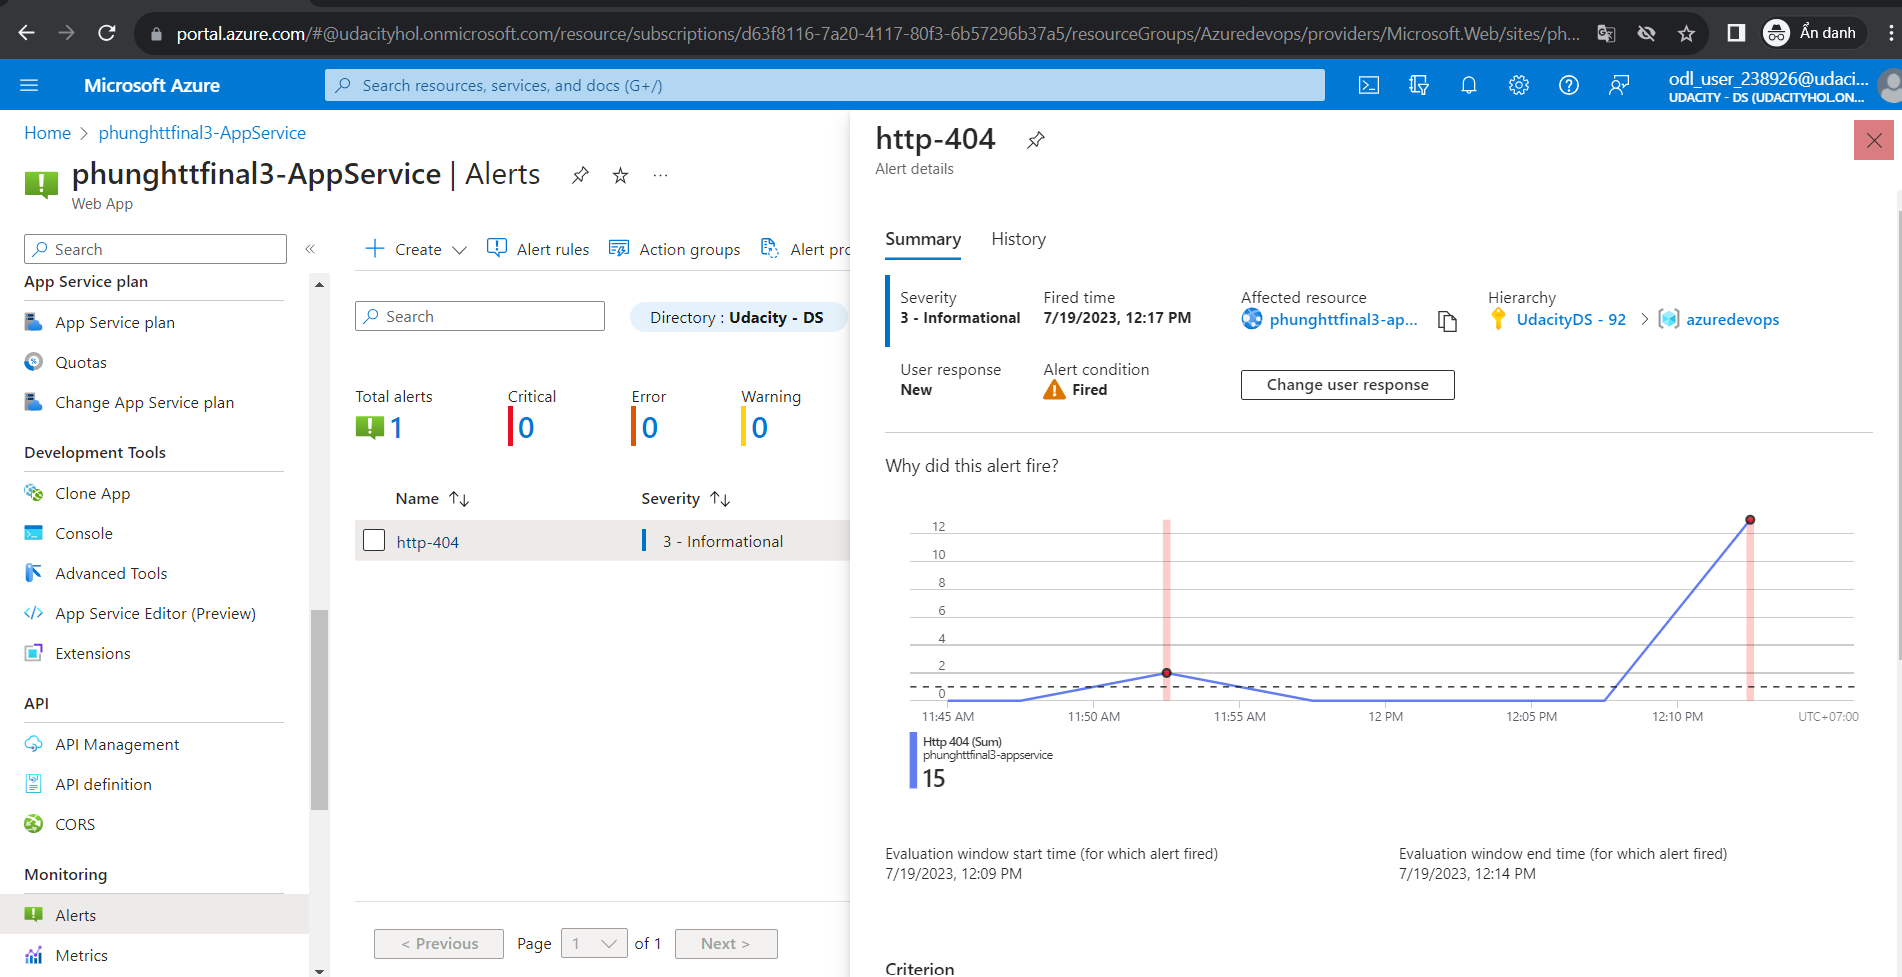 portal.azure.com/#@udacityhol.onmicrosoft.com/resource/subscriptions/d63f8116-7a20-4117-80f3-6b57296b37a5/resourceGroups/Azuredevops/providers/Microsoft.Web/sites/ph...
Ẩn danh
Microsoft Azure
Search resources, services, and docs (G+/)
odl_user_238926@udaci...
UDACITY - DS (UDACITYHOL.ON...
Home > phunghttfinal3-AppService
phunghttfinal3-AppService | Alerts
Web App
Search
App Service plan
App Service plan
Quotas
Change App Service plan
Development Tools
Clone App
Console
Advanced Tools
App Service Editor (Preview)
Extensions
API
API Management
API definition
CORS
Monitoring
Alerts
Metrics
Create
Alert rules
Action groups
Alert pro
Search
Directory : Udacity - DS
Total alerts
1
Critical
0
Error
0
Warning
0
Name
Severity
http-404
3 - Informational
< Previous
Page
1
of 1
Next >
http-404
Alert details
Summary
History
Severity
3 - Informational
Fired time
7/19/2023, 12:17 PM
Affected resource
phunghttfinal3-ap...
Hierarchy
UdacityDS - 92 > azuredevops
User response
New
Alert condition
Fired
Change user response
Why did this alert fire?
12
10
8
6
4
2
0
11:45 AM
11:50 AM
11:55 AM
12 PM
12:05 PM
12:10 PM
UTC+07:00
Http 404 (Sum)
phunghttfinal3-appservice
15
Evaluation window start time (for which alert fired)
7/19/2023, 12:09 PM
Evaluation window end time (for which alert fired)
7/19/2023, 12:14 PM
Criterion